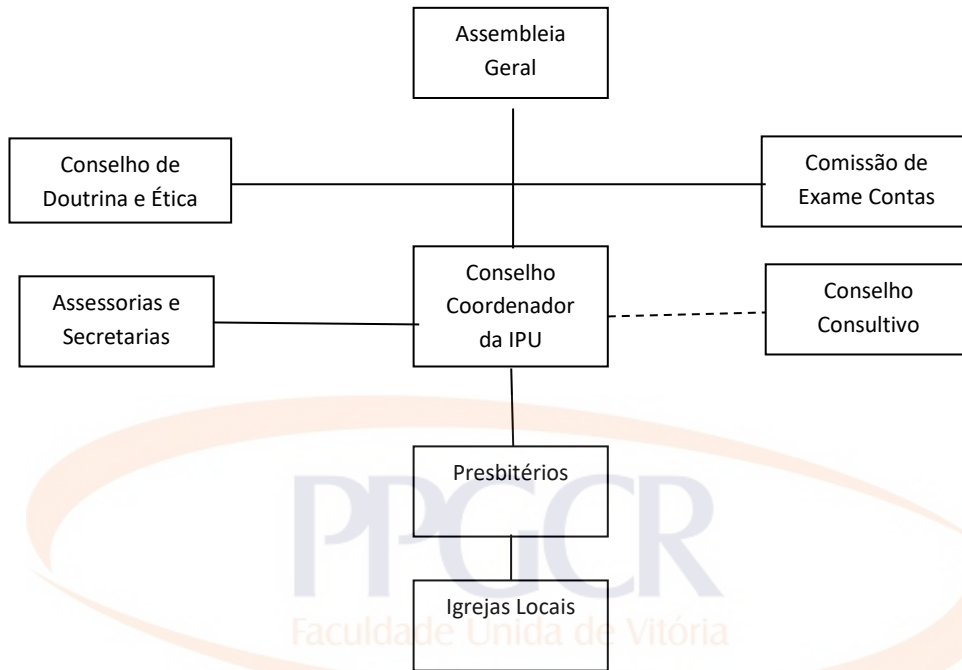 Assembleia
Geral
Conselho de
Doutrina e Ética
Comissão de
Exame Contas
Conselho
Coordenador
da IPU
Assessorias e
Secretarias
Conselho
Consultivo
Presbitérios
PPGCR
Igrejas Locais
Faculdade Unida de Vitória